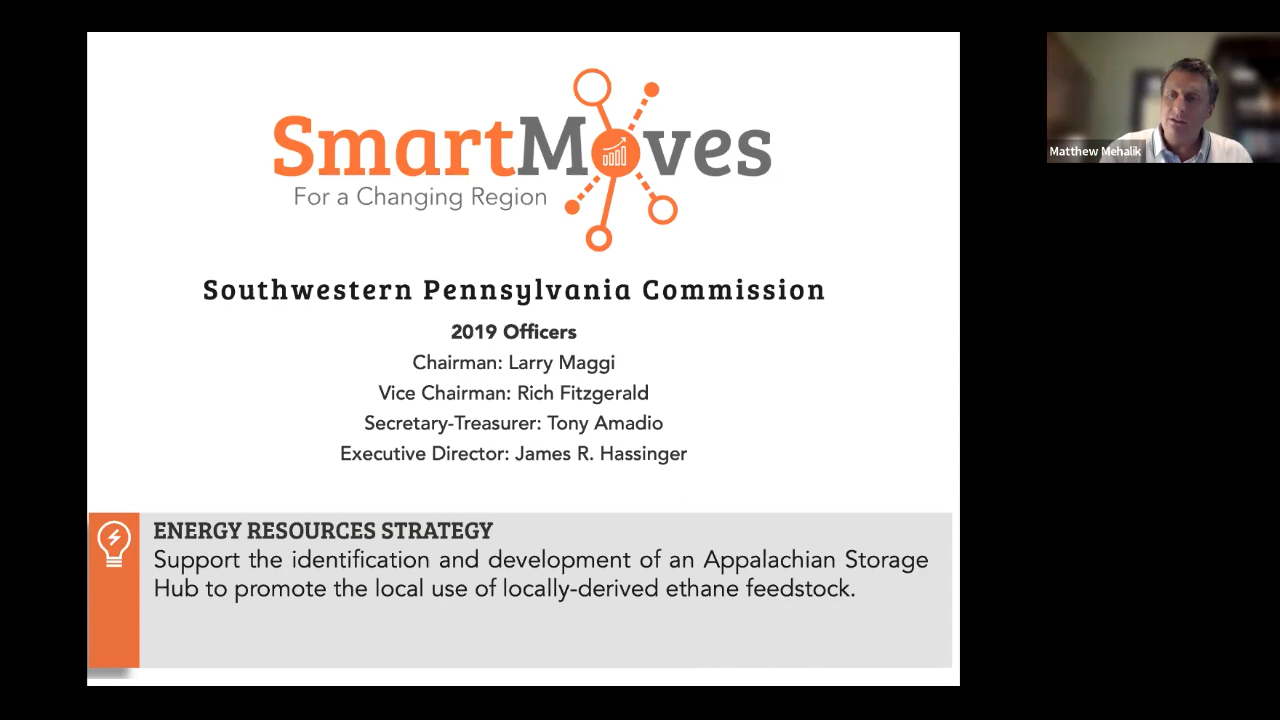 SmartMoves
For a Changing Region
Southwestern Pennsylvania Commission
2019 Officers
Chairman: Larry Maggi
Vice Chairman: Rich Fitzgerald
Secretary-Treasurer: Tony Amadio
Executive Director: James R. Hassinger
ENERGY RESOURCES STRATEGY
Support the identification and development of an Appalachian Storage
Hub to promote the local use of locally-derived ethane feedstock.
Matthew Mehalik